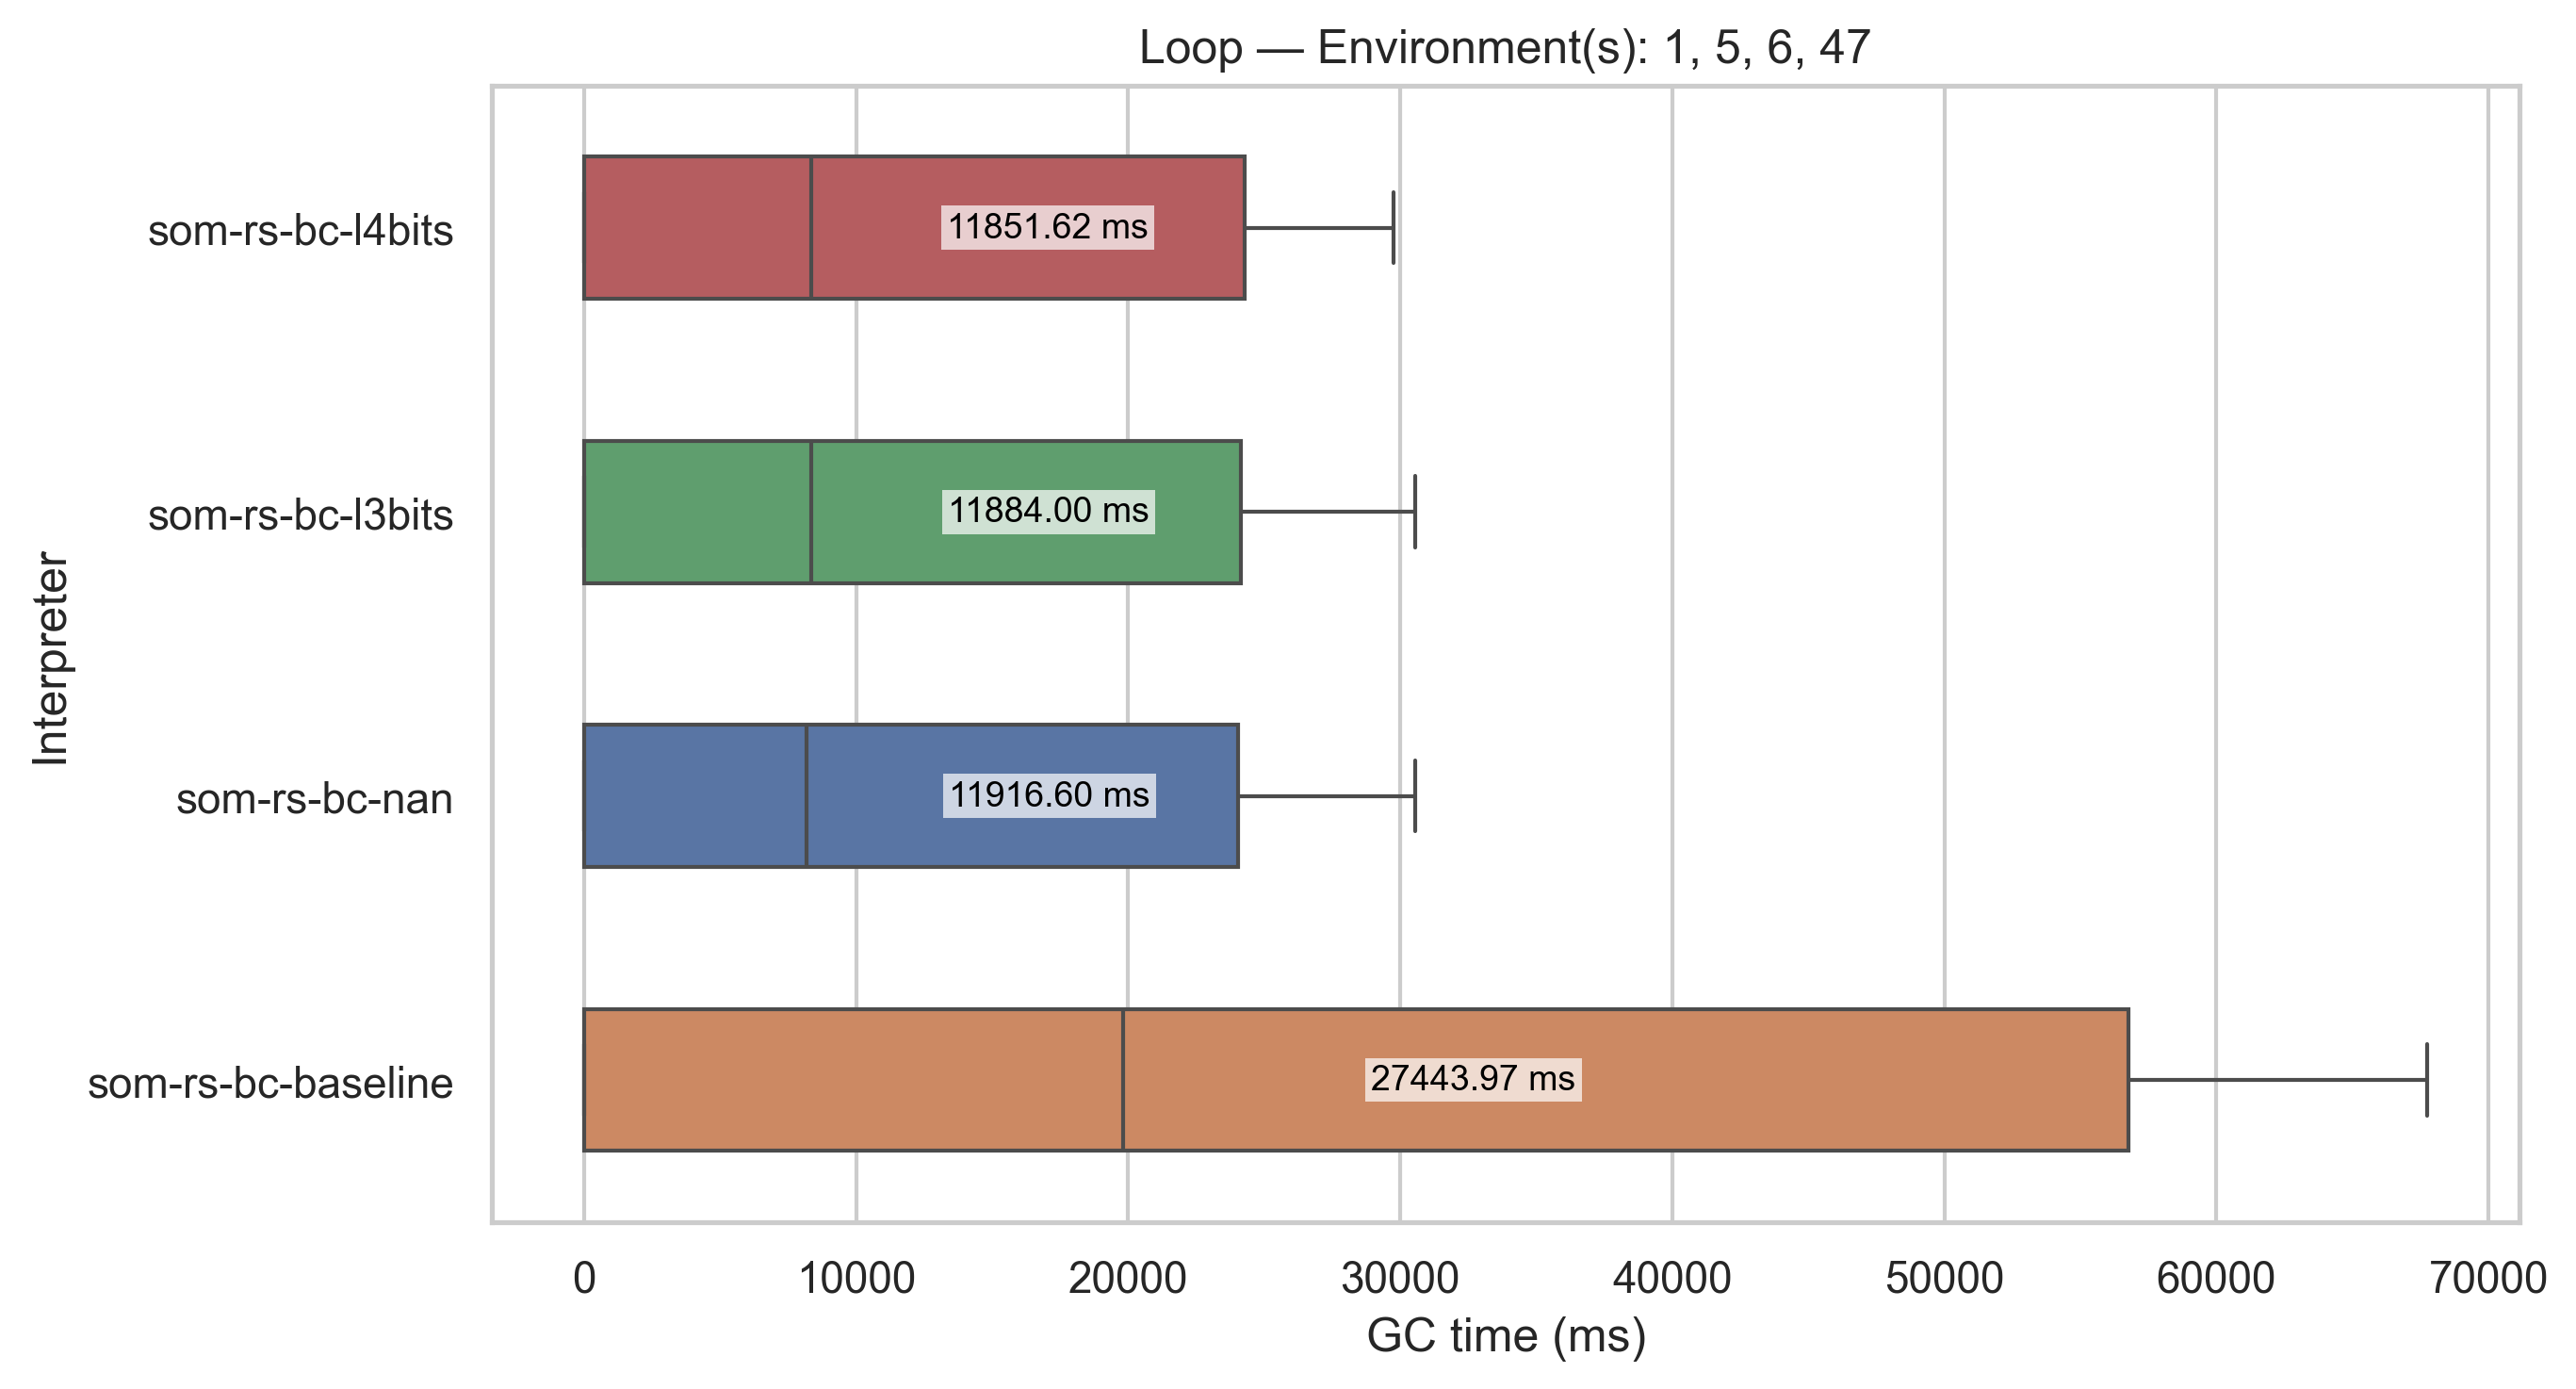 Loop — Environment(s): 1, 5, 6, 47
som-rs-bc-l4bits
11851.62 ms
som-rs-bc-l3bits
11884.00 ms
Interpreter
som-rs-bc-nan
11916.60 ms
som-rs-bc-baseline
27443.97 ms
0 10000 20000 30000 40000 50000 60000 70000
GC time (ms)